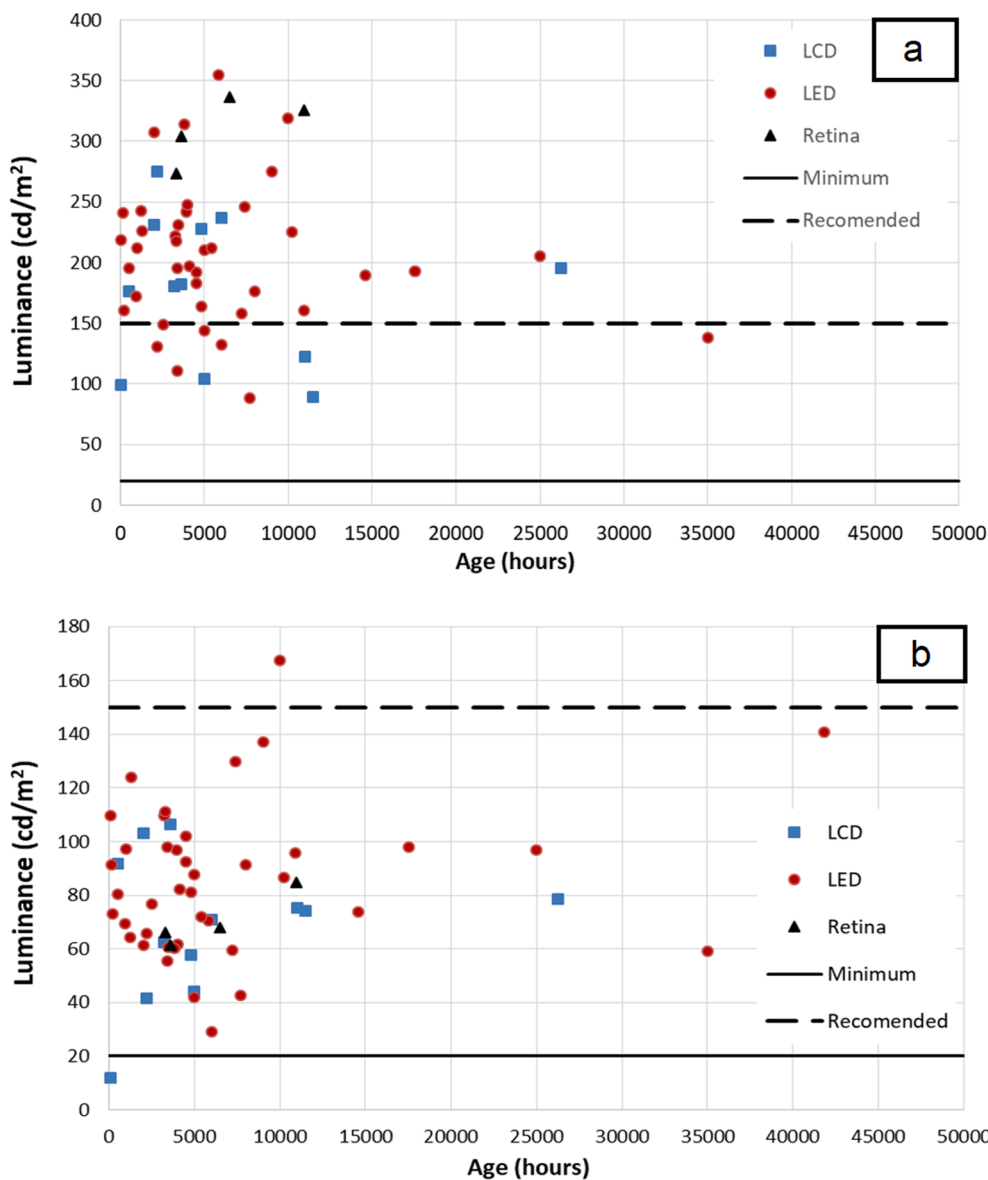 400
350
300
250
200
150
100
50
0
Luminance (cd/m²)
a
LCD
LED
Retina
Minimum
Recomended
0 5000 10000 15000 20000 25000 30000 35000 40000 45000 50000
Age (hours)
180
160
140
120
100
80
60
40
20
0
Luminance (cd/m²)
b
LCD
LED
Retina
Minimum
Recomended
0 5000 10000 15000 20000 25000 30000 35000 40000 45000 50000
Age (hours)